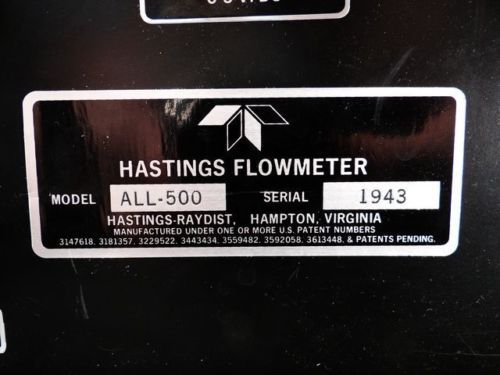 HASTINGS FLOWMETER
MODEL ALL-500 SERIAL 1943
HASTINGS-RAYDIST, HAMPTON, VIRGINIA
MANUFACTURED UNDER ONE OR MORE U.S. PATENT NUMBERS
3147618. 3181357. 3229522. 3443434. 3559482. 3592058. 3613448. & PATENTS PENDING.